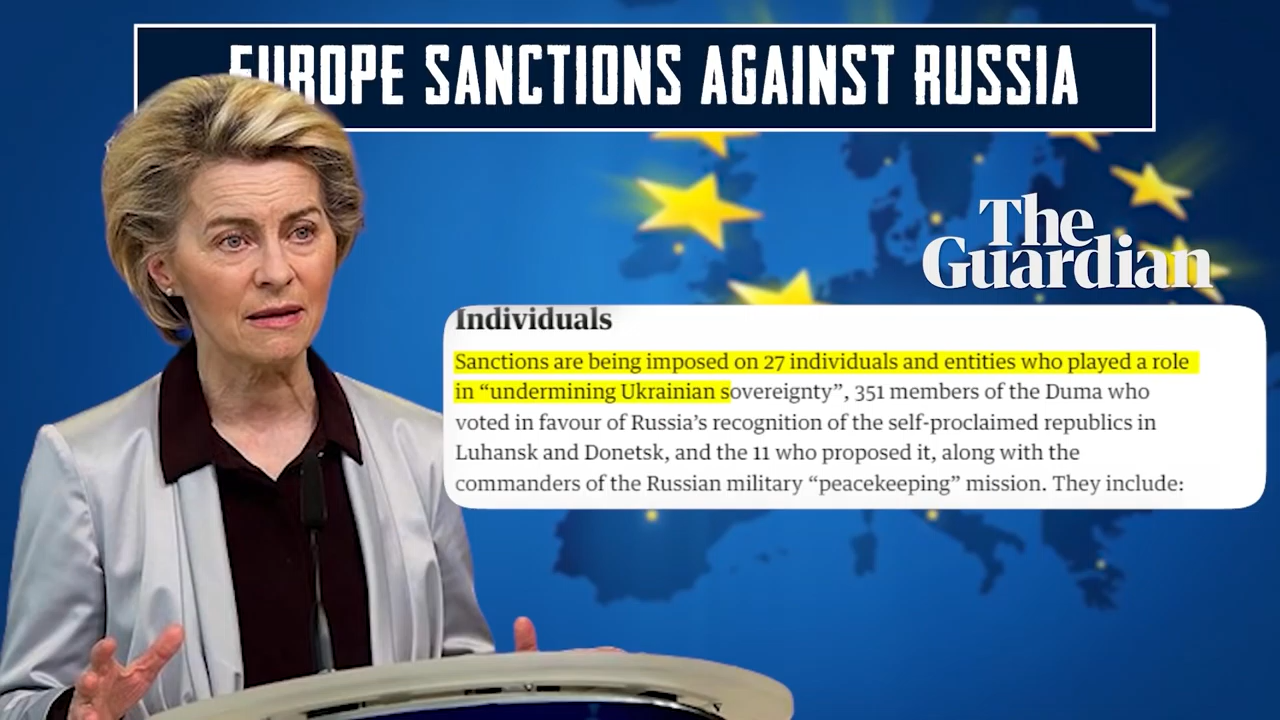 EUROPE SANCTIONS AGAINST RUSSIA
The
Guardian
Individuals
Sanctions are being imposed on 27 individuals and entities who played a role
in “undermining Ukrainian sovereignty”, 351 members of the Duma who
voted in favour of Russia’s recognition of the self-proclaimed republics in
Luhansk and Donetsk, and the 11 who proposed it, along with the
commanders of the Russian military “peacekeeping” mission. They include: